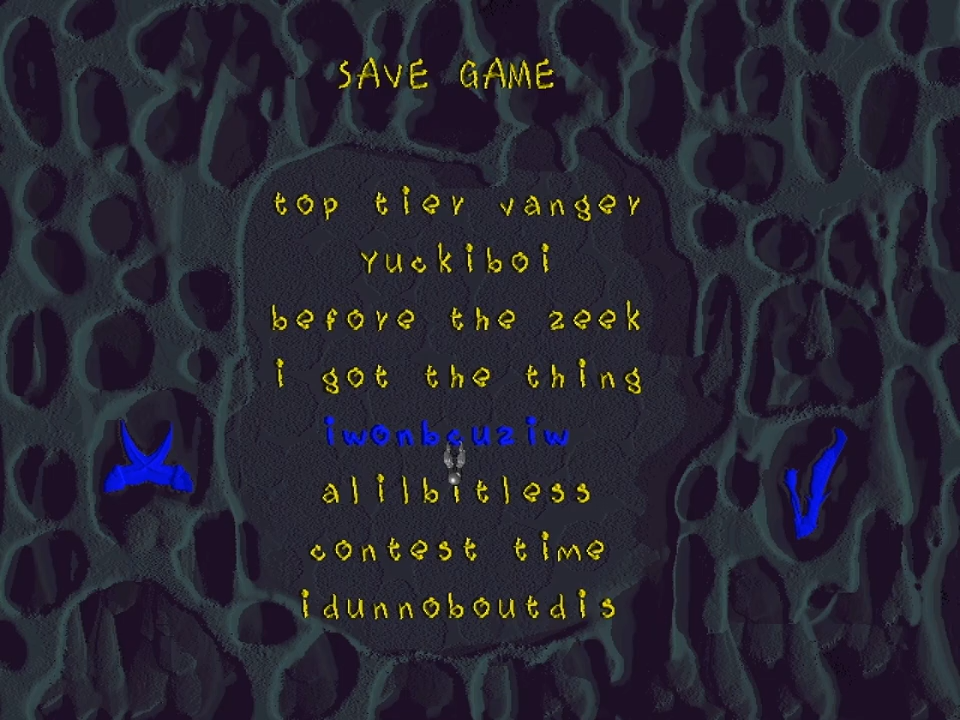 SAVE GAME
top tier vanger
yuckiboi
before the zeek
i got the thing
iwonbcuziw
alilbitless
contest time
idunnoboutdis